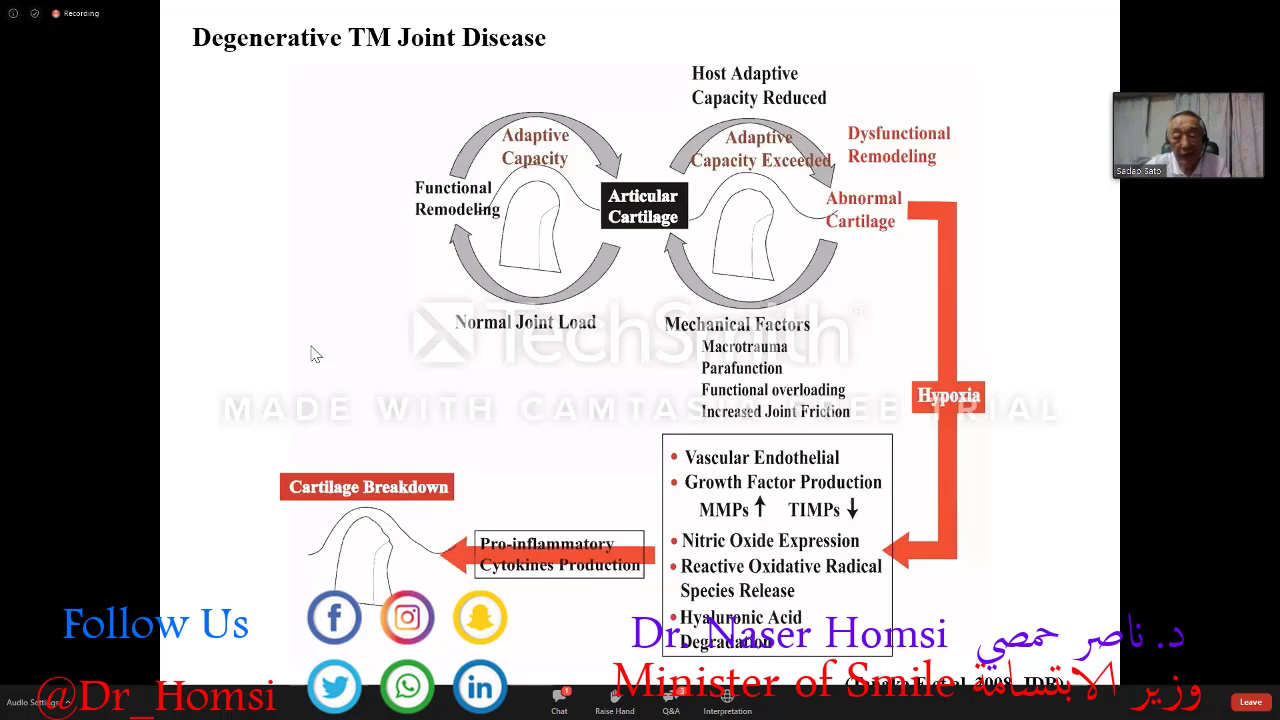 Recording
Degenerative TM Joint Disease
Host Adaptive
Capacity Reduced
Adaptive
Capacity
Adaptive
Capacity Exceeded
Dysfunctional
Remodeling
Functional
Remodeling
Articular
Cartilage
Abnormal
Cartilage
Sadao Sato
Normal Joint Load
Mechanical Factors
Macrotrauma
Parafunction
Functional overloading
Increased Joint Friction
TechSmith®
MADE WITH CAMTASIA FREE TRIAL
Hypoxia
• Vascular Endothelial
• Growth Factor Production
MMPs ↑ TIMPs ↓
• Nitric Oxide Expression
• Reactive Oxidative Radical
Species Release
• Hyaluronic Acid
Degradation
Cartilage Breakdown
Pro-inflammatory
Cytokines Production
Follow Us
@Dr_Homsi
Dr. Naser Homsi د. ناصر حمصي
Minister of Smile وزير الابتسامة
Audio Settings
Chat
1
Raise Hand
Q&A
3
Interpretation
Leave